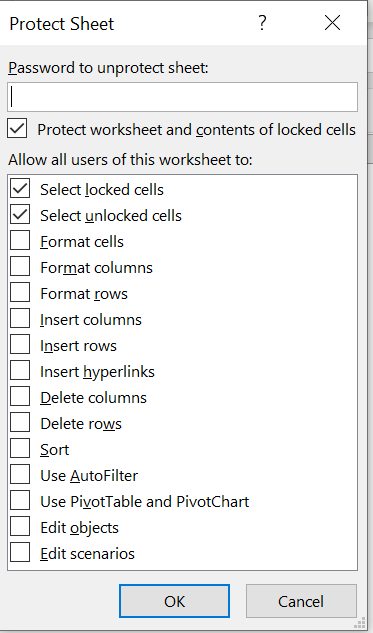 Protect Sheet
?
Password to unprotect sheet:
Protect worksheet and contents of locked cells
Allow all users of this worksheet to:
Select locked cells
Select unlocked cells
Format cells
Format columns
Format rows
Insert columns
Insert rows
Insert hyperlinks
Delete columns
Delete rows
Sort
Use AutoFilter
Use PivotTable and PivotChart
Edit objects
Edit scenarios
OK
Cancel